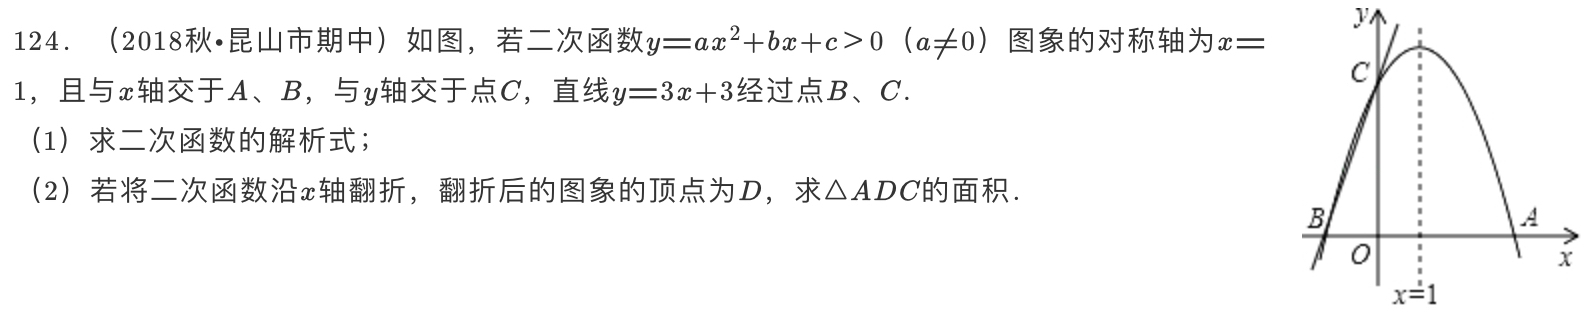 124. （2018秋•昆山市期中）如图，若二次函数y＝ax²+bx+c＞0（a≠0）图象的对称轴为x＝
1，且与x轴交于A、B，与y轴交于点C，直线y＝3x+3经过点B、C.
（1）求二次函数的解析式；
（2）若将二次函数沿x轴翻折，翻折后的图象的顶点为D，求△ADC的面积.
y
C
B
A
O
x
x=1